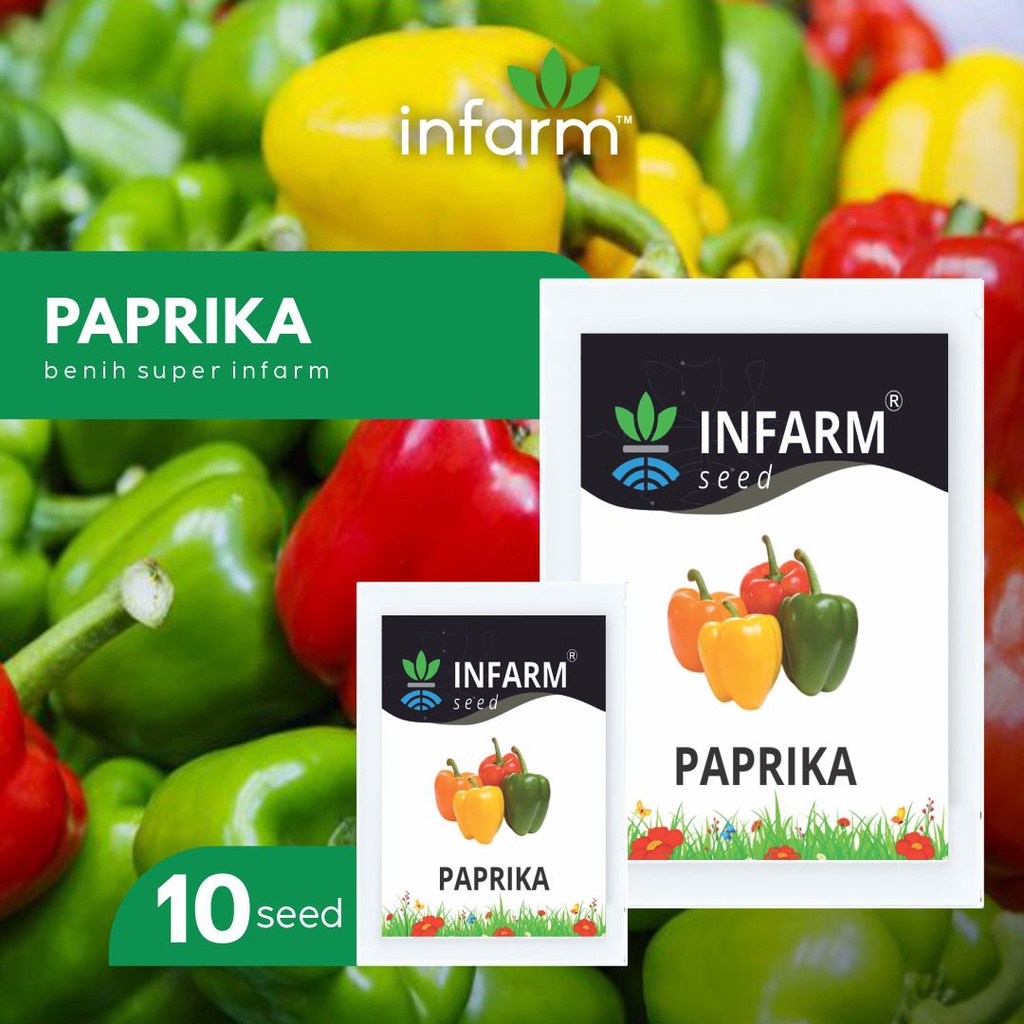 infarm™
PAPRIKA
benih super infarm
INFARM®
seed
PAPRIKA
INFARM®
seed
PAPRIKA
10 seed